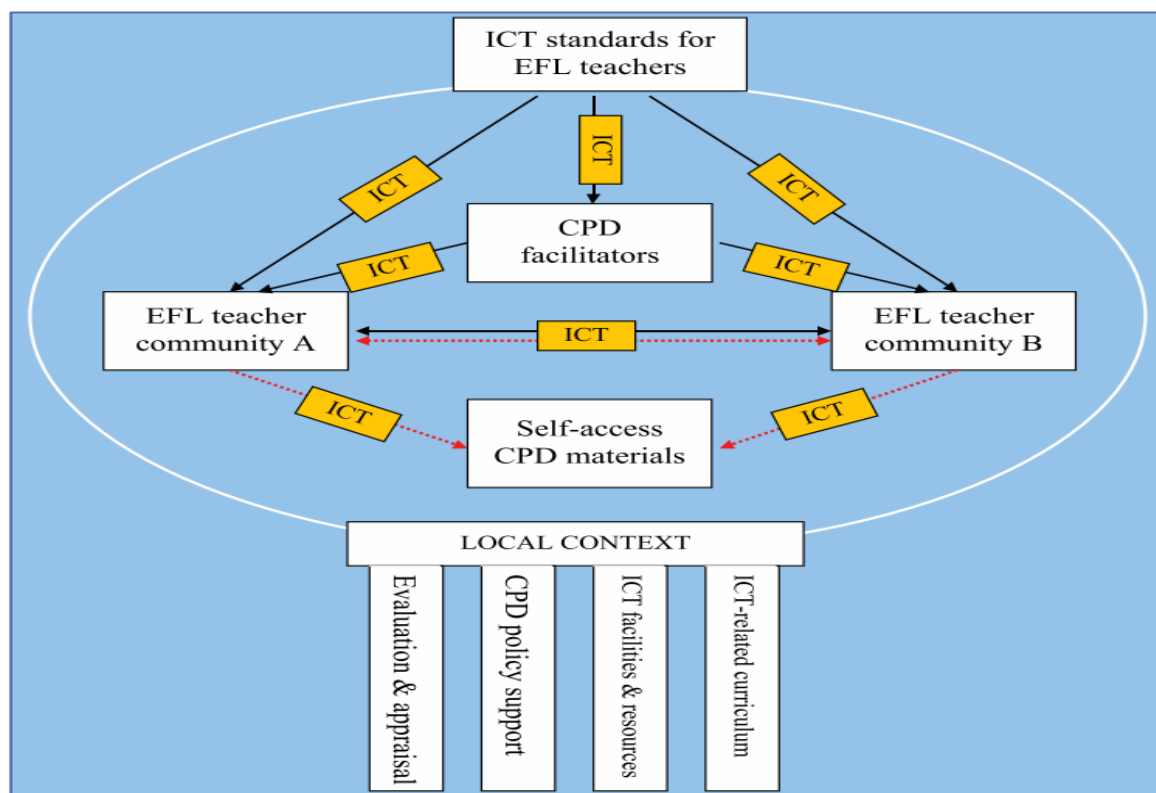 ICT standards for
EFL teachers
ICT
ICT
ICT
CPD
facilitators
ICT
ICT
EFL teacher
community A
ICT
EFL teacher
community B
ICT
ICT
Self-access
CPD materials
LOCAL CONTEXT
Evaluation & appraisal
CPD policy support
ICT facilities & resources
ICT-related curriculum